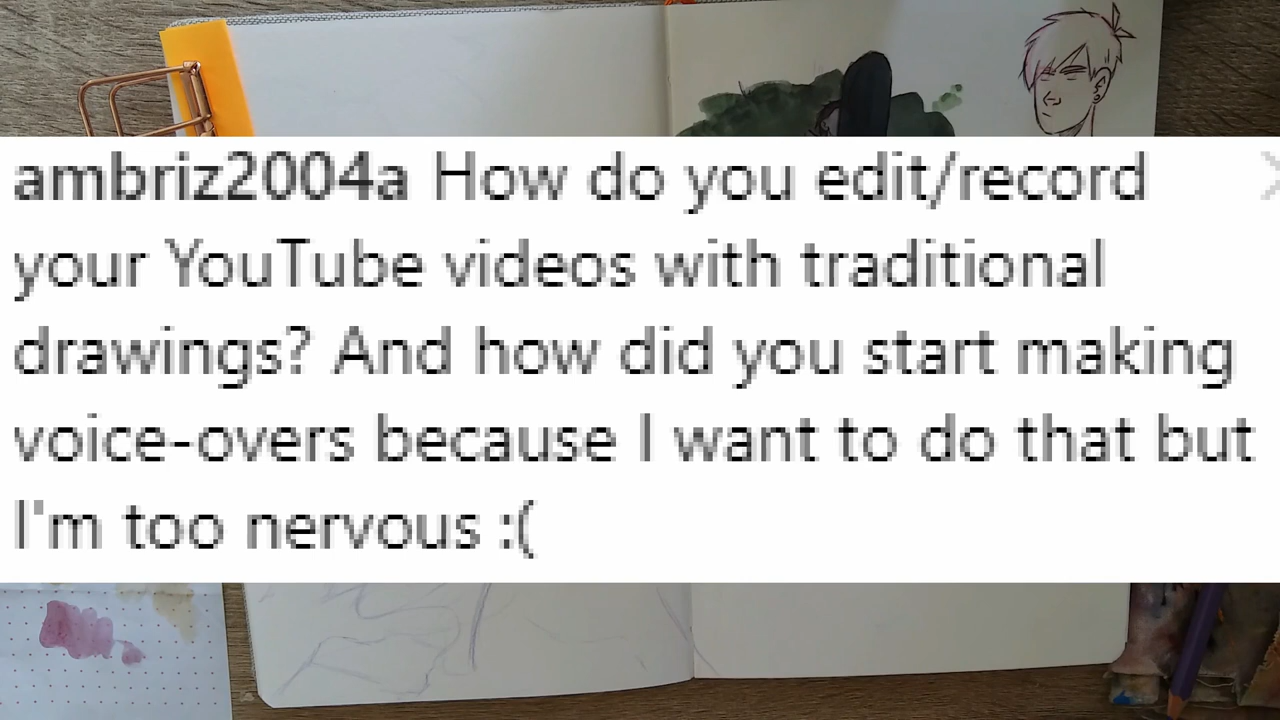 ambriz2004a How do you edit/record
your YouTube videos with traditional
drawings? And how did you start making
voice-overs because I want to do that but
I'm too nervous :(